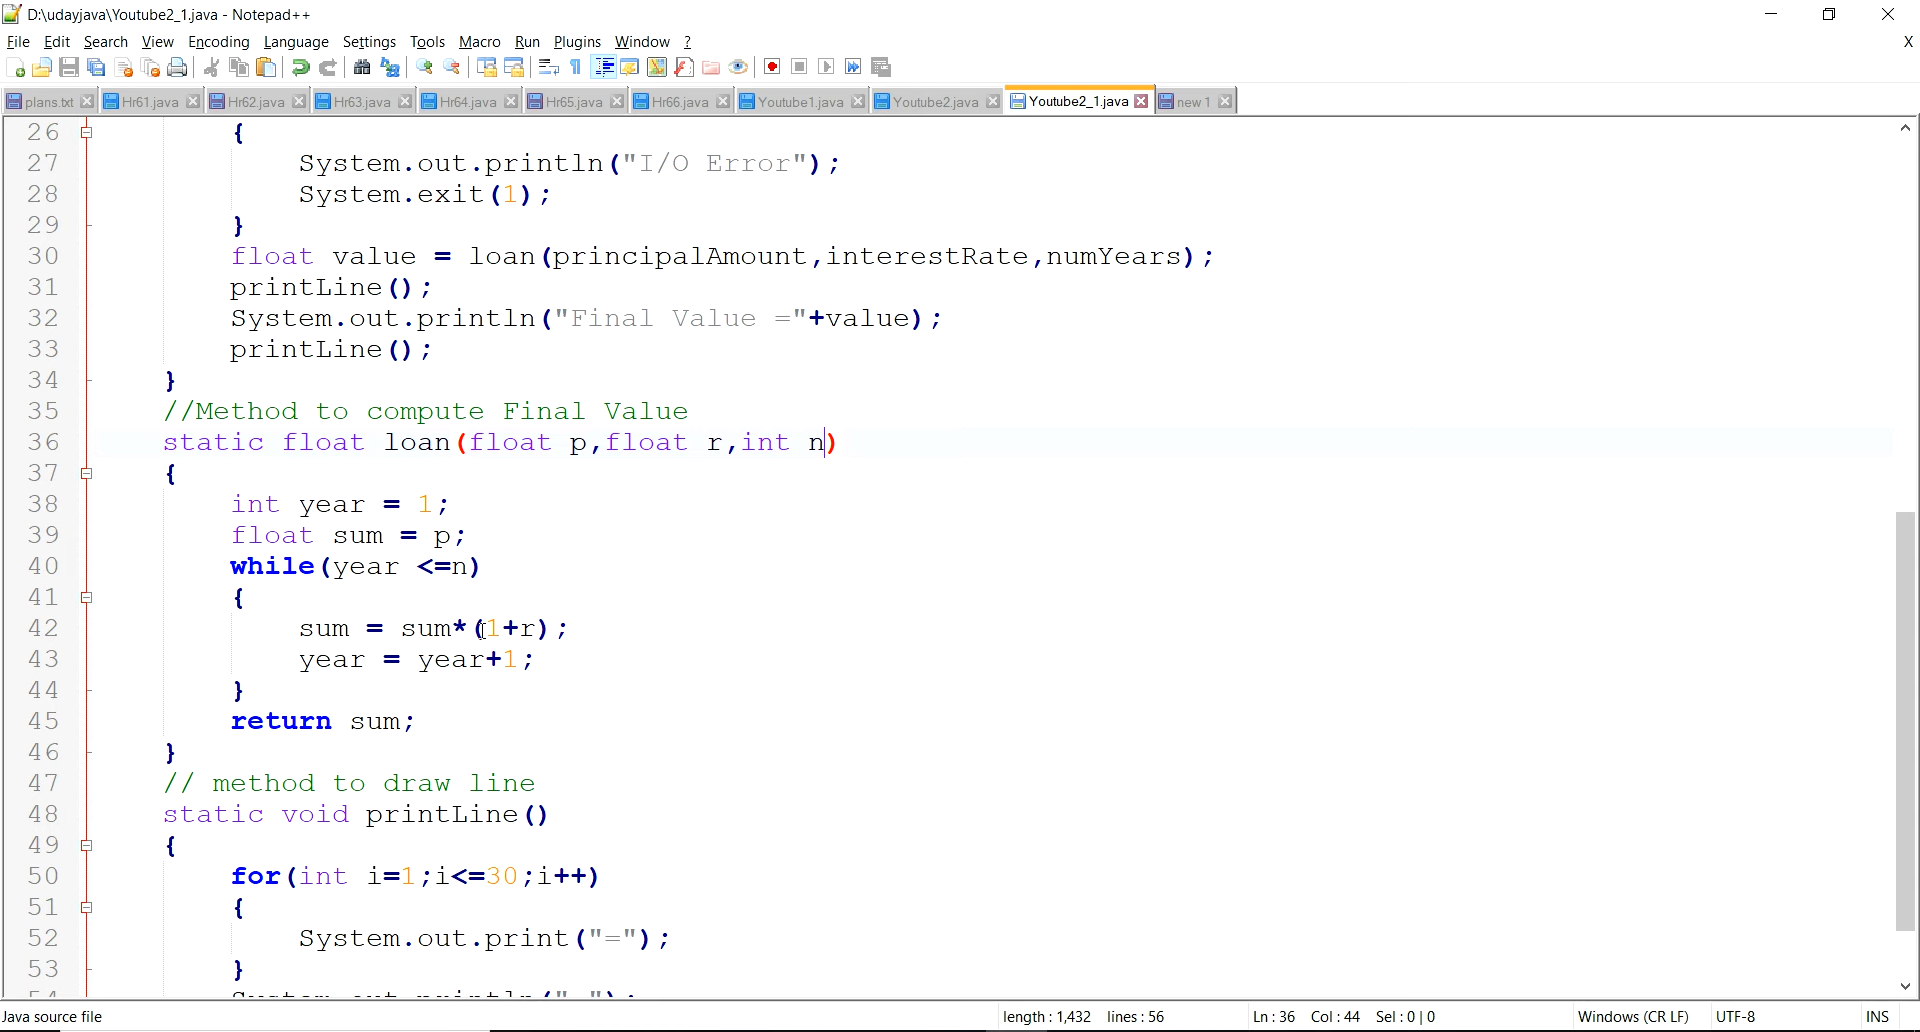 D:\udayjava\Youtube2_1.java - Notepad++
File Edit Search View Encoding Language Settings Tools Macro Run Plugins Window ? X
plans.txt Hr61.java Hr62.java Hr63.java Hr64.java Hr65.java Hr66.java Youtube1.java Youtube2.java Youtube2_1.java new 1
26 {
27 System.out.println("I/O Error");
28 System.exit(1);
29 }
30 float value = loan(principalAmount,interestRate,numYears);
31 printLine();
32 System.out.println("Final Value ="+value);
33 printLine();
34 }
35 //Method to compute Final Value
36 static float loan(float p,float r,int n)
37 {
38 int year = 1;
39 float sum = p;
40 while(year <=n)
41 {
42 sum = sum*(1+r);
43 year = year+1;
44 }
45 return sum;
46 }
47 // method to draw line
48 static void printLine()
49 {
50 for(int i=1;i<=30;i++)
51 {
52 System.out.print("=");
53 }
Java source file length : 1,432 lines : 56 Ln : 36 Col : 44 Sel : 0 | 0 Windows (CR LF) UTF-8 INS